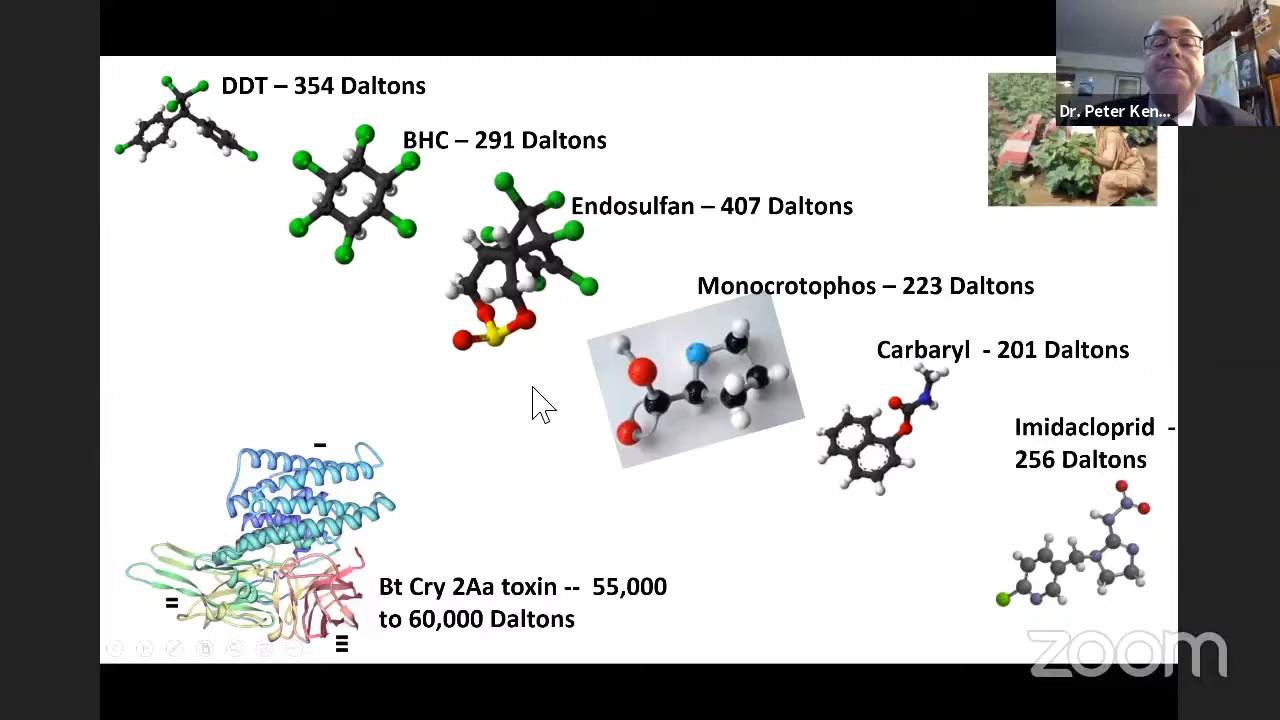 DDT – 354 Daltons
Dr. Peter Ken...
BHC – 291 Daltons
Endosulfan – 407 Daltons
Monocrotophos – 223 Daltons
Carbaryl - 201 Daltons
Imidacloprid -
256 Daltons
Bt Cry 2Aa toxin -- 55,000
to 60,000 Daltons
zoom